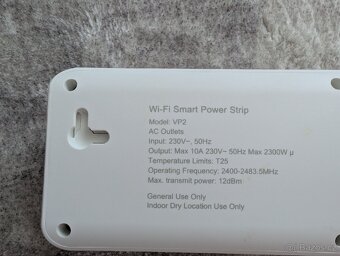 Wi-Fi Smart Power Strip
Model: VP2
AC Outlets
Input: 230V~, 50Hz
Output: Max 10A 230V~ 50Hz Max 2300W μ
Temperature Limits: T25
Operating Frequency: 2400-2483.5MHz
Max. transmit power: 12dBm
General Use Only
Indoor Dry Location Use Only